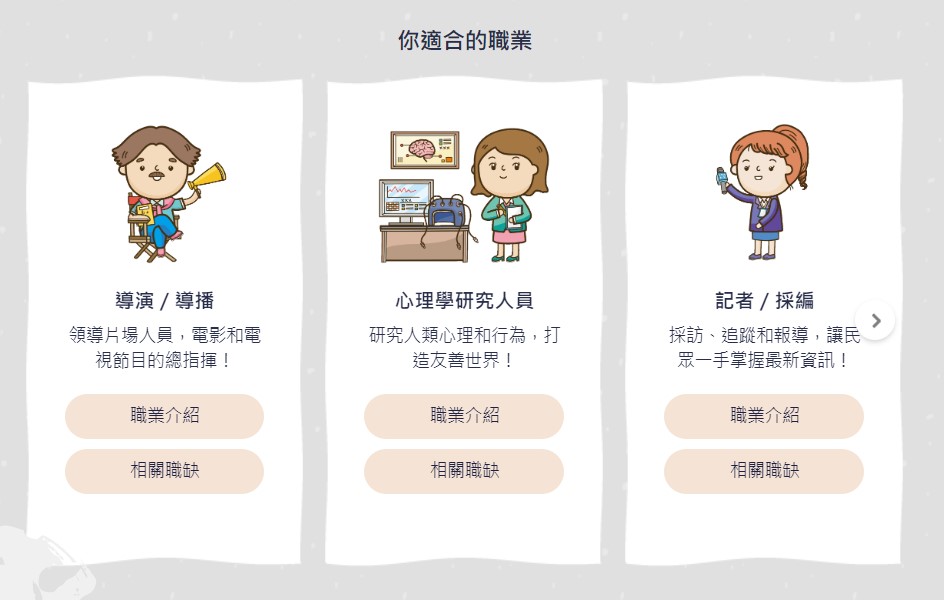 你適合的職業
導演 / 導播
領導片場人員，電影和電
視節目的總指揮！
職業介紹
相關職缺
心理學研究人員
研究人類心理和行為，打
造友善世界！
職業介紹
相關職缺
記者 / 採編
採訪、追蹤和報導，讓民
眾一手掌握最新資訊！
職業介紹
相關職缺